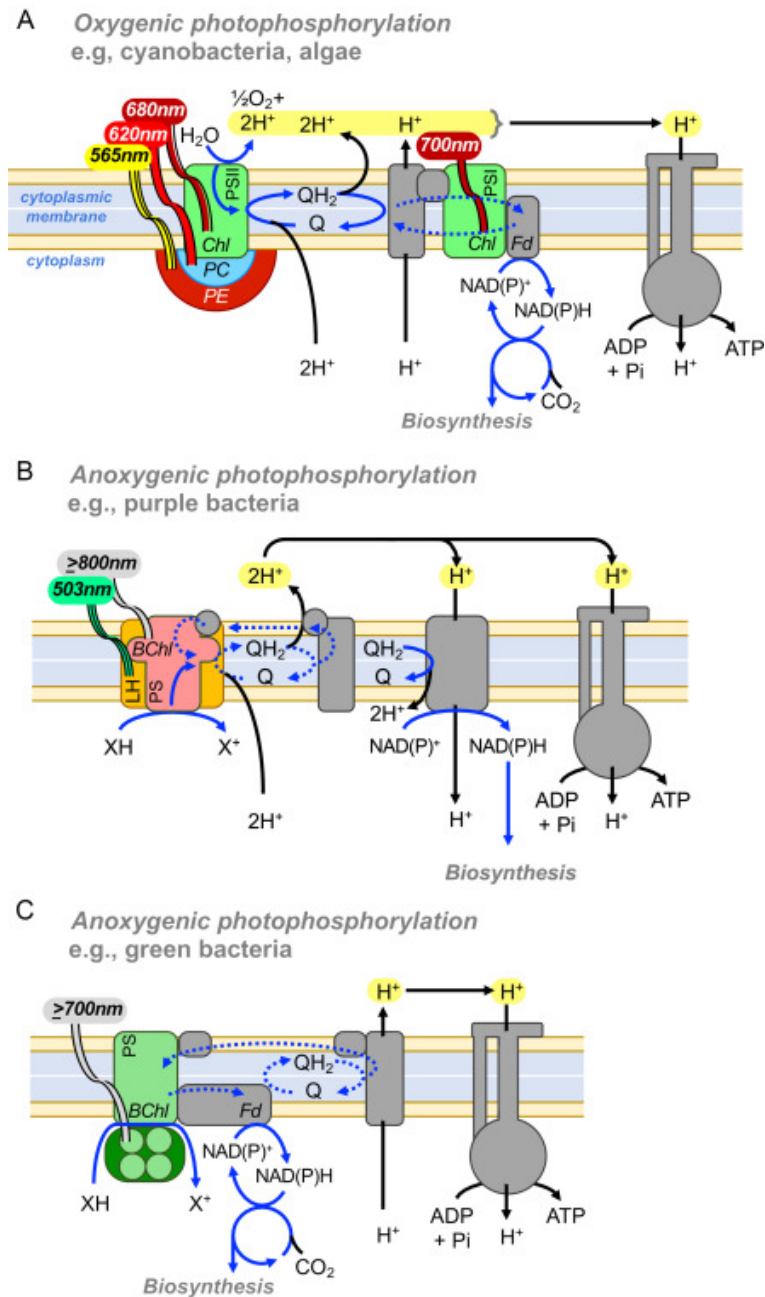 A
Oxygenic photophosphorylation
e.g, cyanobacteria, algae
680nm
620nm
565nm
H₂O
½O₂+
2H⁺ 2H⁺ H⁺
700nm
H⁺
cytoplasmic
membrane
cytoplasm
PSII
QH₂
Q
PSI
Chl
PC
PE
Chl
Fd
NAD(P)⁺
NAD(P)H
2H⁺
H⁺
CO₂
Biosynthesis
ADP
+ Pi
H⁺
ATP
B
Anoxygenic photophosphorylation
e.g., purple bacteria
≥800nm
503nm
2H⁺
H⁺
H⁺
BChl
LH
PS
QH₂
Q
QH₂
Q
2H⁺
XH
X⁺
NAD(P)⁺
NAD(P)H
2H⁺
H⁺
ADP
+ Pi
H⁺
ATP
Biosynthesis
C
Anoxygenic photophosphorylation
e.g., green bacteria
≥700nm
H⁺
H⁺
PS
QH₂
Q
BChl
Fd
XH
X⁺
NAD(P)⁺
NAD(P)H
CO₂
Biosynthesis
H⁺
ADP
+ Pi
H⁺
ATP